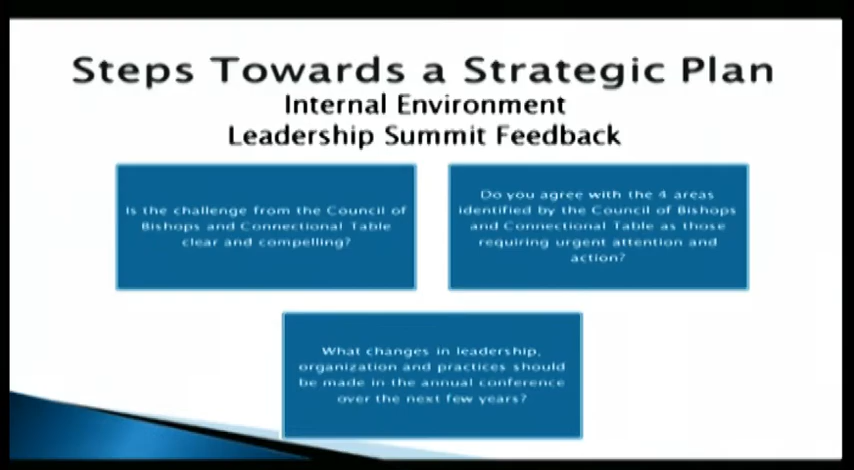 Steps Towards a Strategic Plan
Internal Environment
Leadership Summit Feedback
Is the challenge from the Council of
Bishops and Connectional Table
clear and compelling?
Do you agree with the 4 areas
identified by the Council of Bishops
and Connectional Table as those
requiring urgent attention and
action?
What changes in leadership,
organization and practices should
be made in the annual conference
over the next few years?